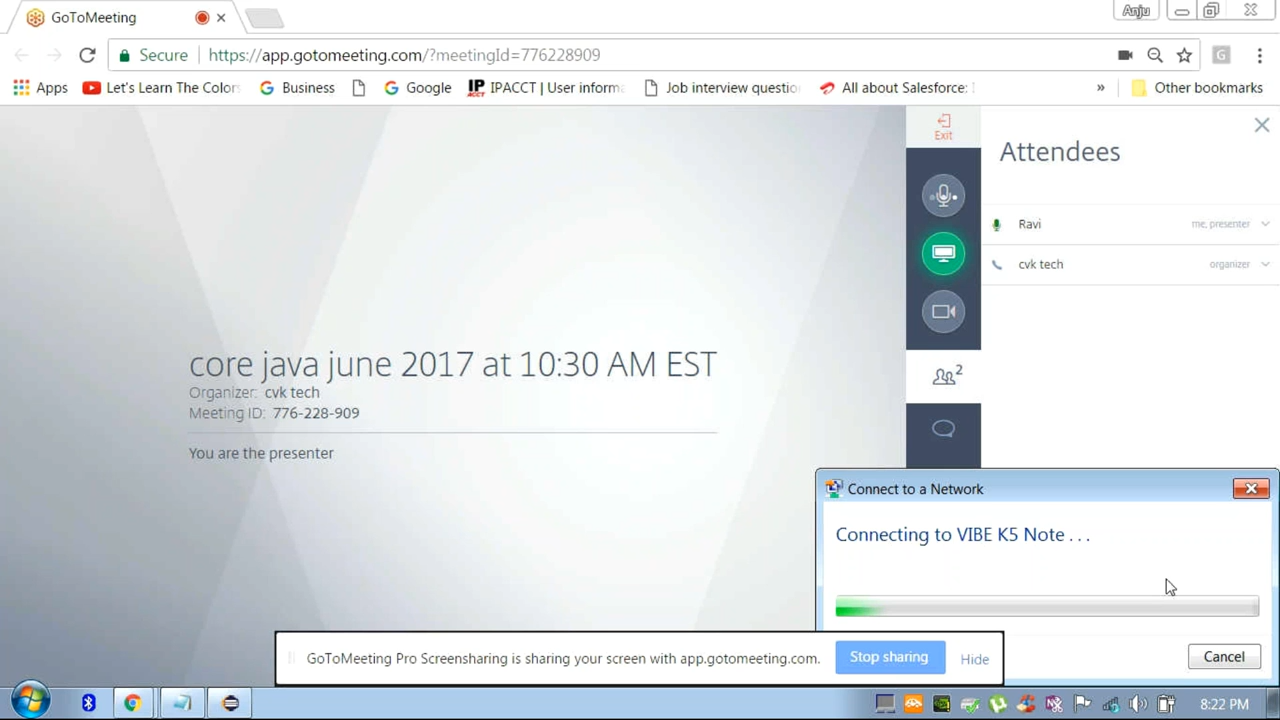 GoToMeeting
Anju
Secure
https://app.gotomeeting.com/?meetingId=776228909
Apps
Let's Learn The Color
Business
Google
IPACCT | User inform
Job interview questio
All about Salesforce:
»
Other bookmarks
Exit
Attendees
Ravi
me, presenter
cvk tech
organizer
2
core java june 2017 at 10:30 AM EST
Organizer: cvk tech
Meeting ID: 776-228-909
You are the presenter
Connect to a Network
Connecting to VIBE K5 Note . . .
Cancel
GoToMeeting Pro Screensharing is sharing your screen with app.gotomeeting.com.
Stop sharing
Hide
8:22 PM